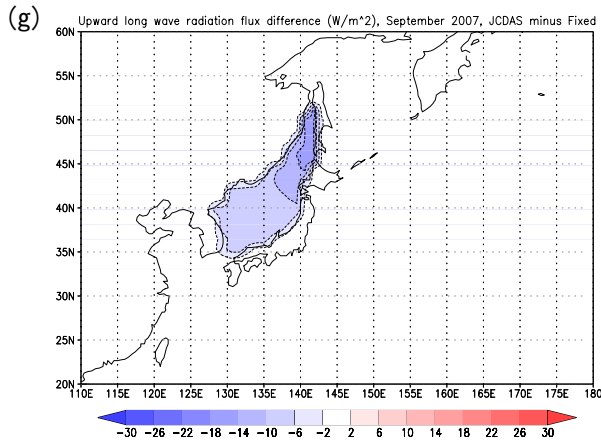 (g)
Upward long wave radiation flux difference (W/m^2), September 2007, JCDAS minus Fixed
60N
55N
50N
45N
40N
35N
30N
25N
20N
110E 115E 120E 125E 130E 135E 140E 145E 150E 155E 160E 165E 170E 175E 180
-30 -26 -22 -18 -14 -10 -6 -2 2 6 10 14 18 22 26 30